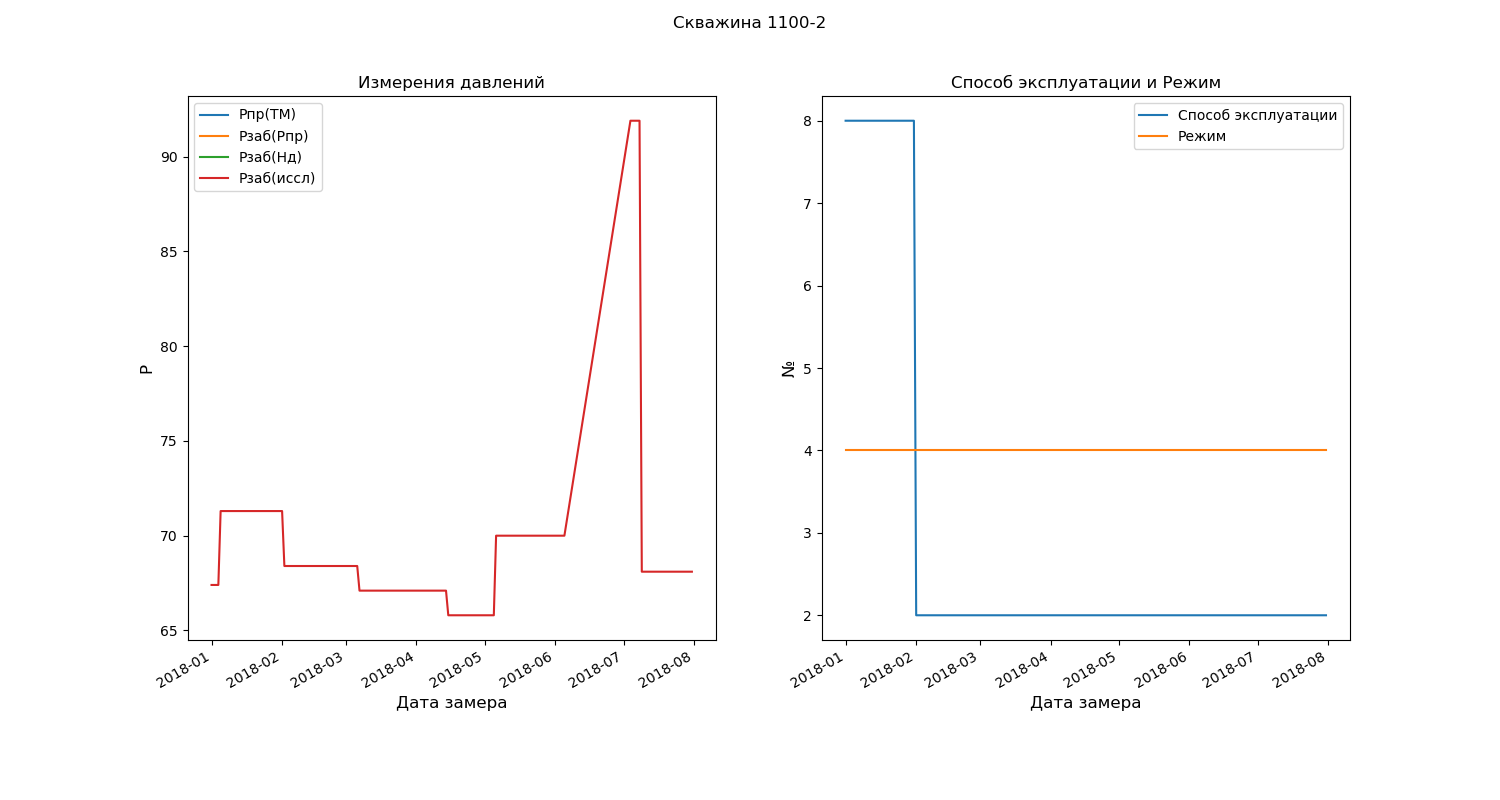 Скважина 1100-2
Измерения давлений
Рпр(ТМ)
Рзаб(Рпр)
Рзаб(Нд)
Рзаб(иссл)
90
85
80
75
70
65
Р
2018-01
2018-02
2018-03
2018-04
2018-05
2018-06
2018-07
2018-08
Дата замера
Способ эксплуатации и Режим
Способ эксплуатации
Режим
8
7
6
5
4
3
2
№
2018-01
2018-02
2018-03
2018-04
2018-05
2018-06
2018-07
2018-08
Дата замера